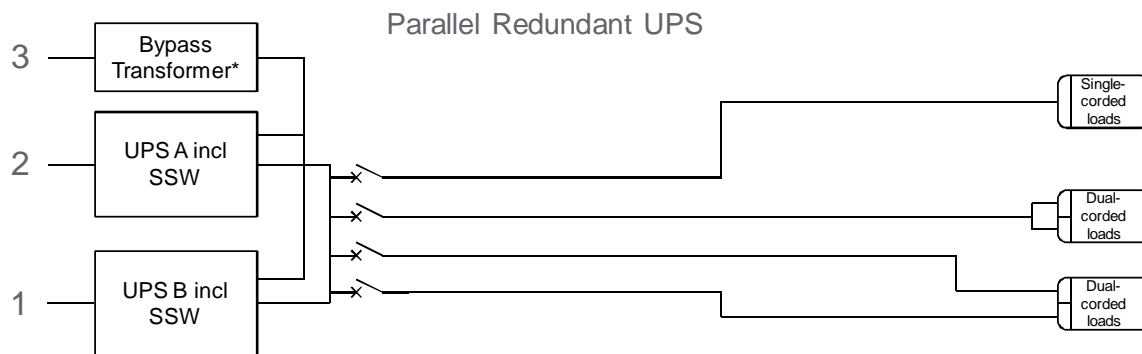 Parallel Redundant UPS
3
Bypass
Transformer*
Single-
corded
loads
2
UPS A incl
SSW
Dual-
corded
loads
1
UPS B incl
SSW
Dual-
corded
loads